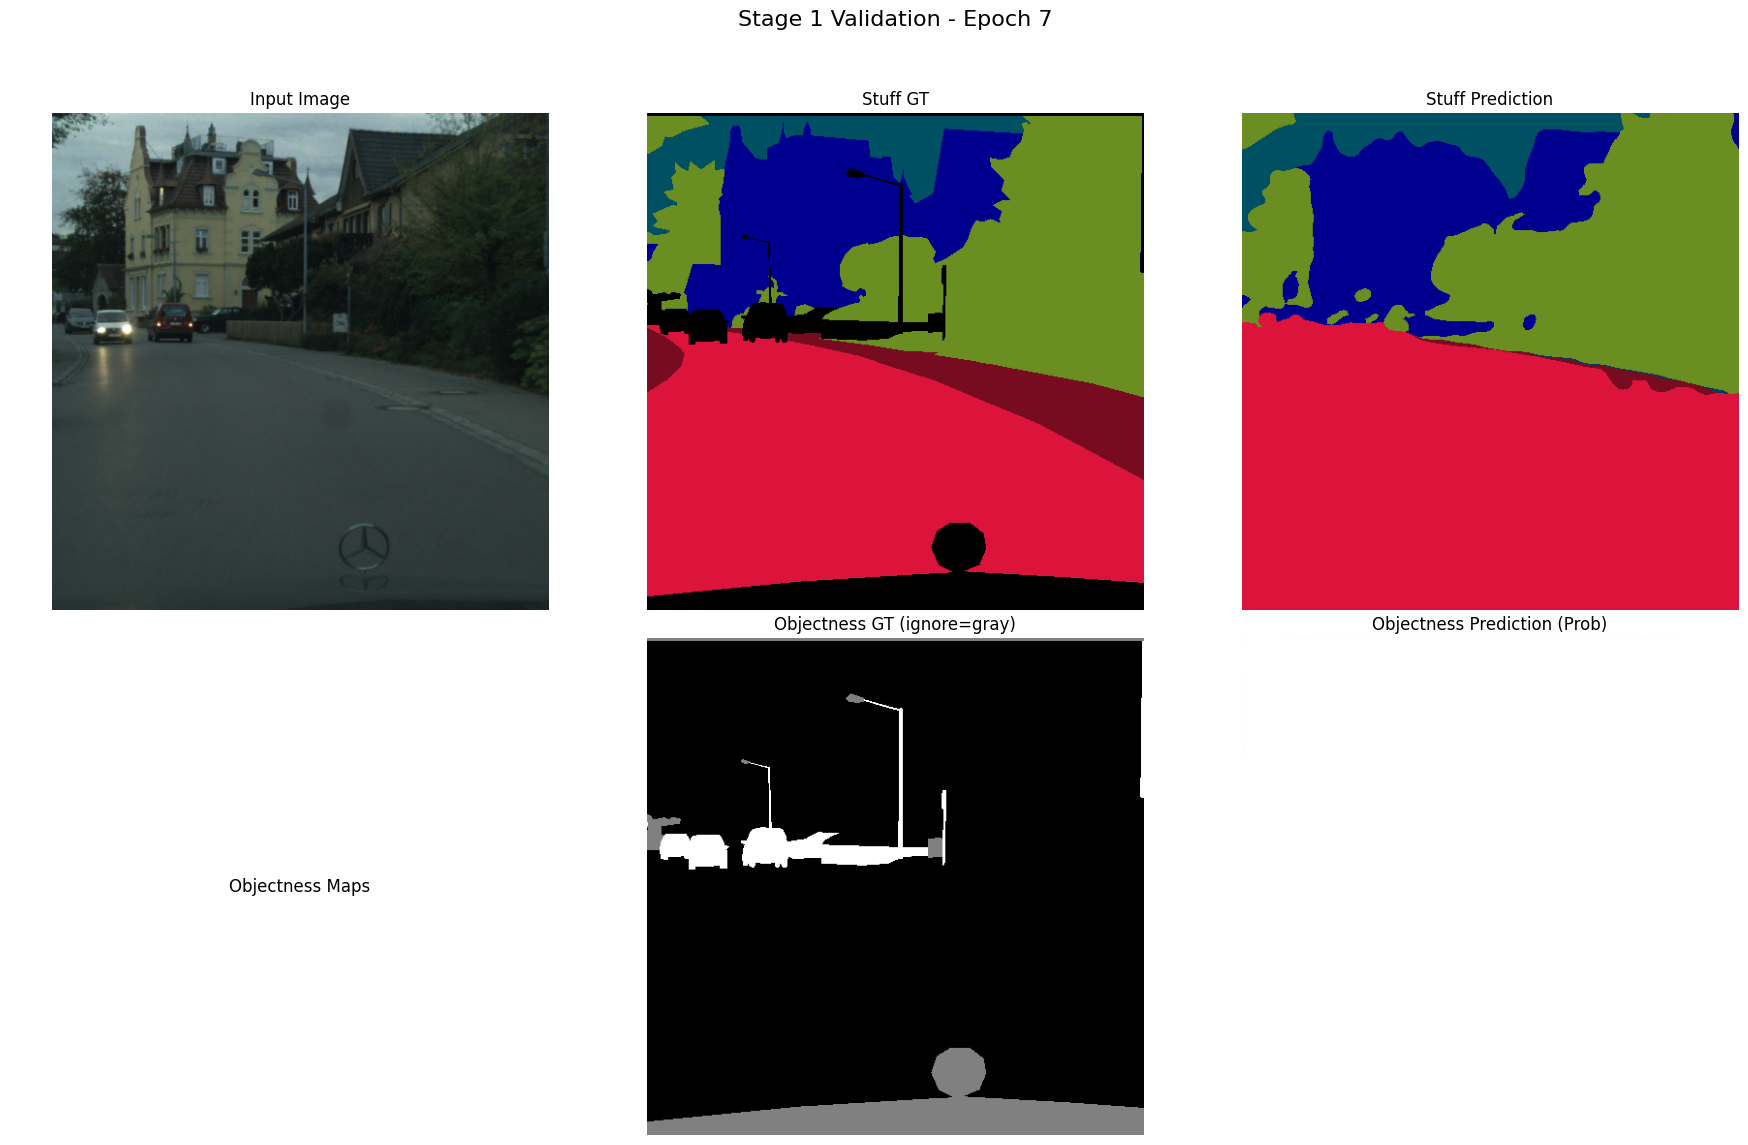 Stage 1 Validation - Epoch 7
Input Image
Stuff GT
Stuff Prediction
Objectness GT (ignore=gray)
Objectness Prediction (Prob)
Objectness Maps